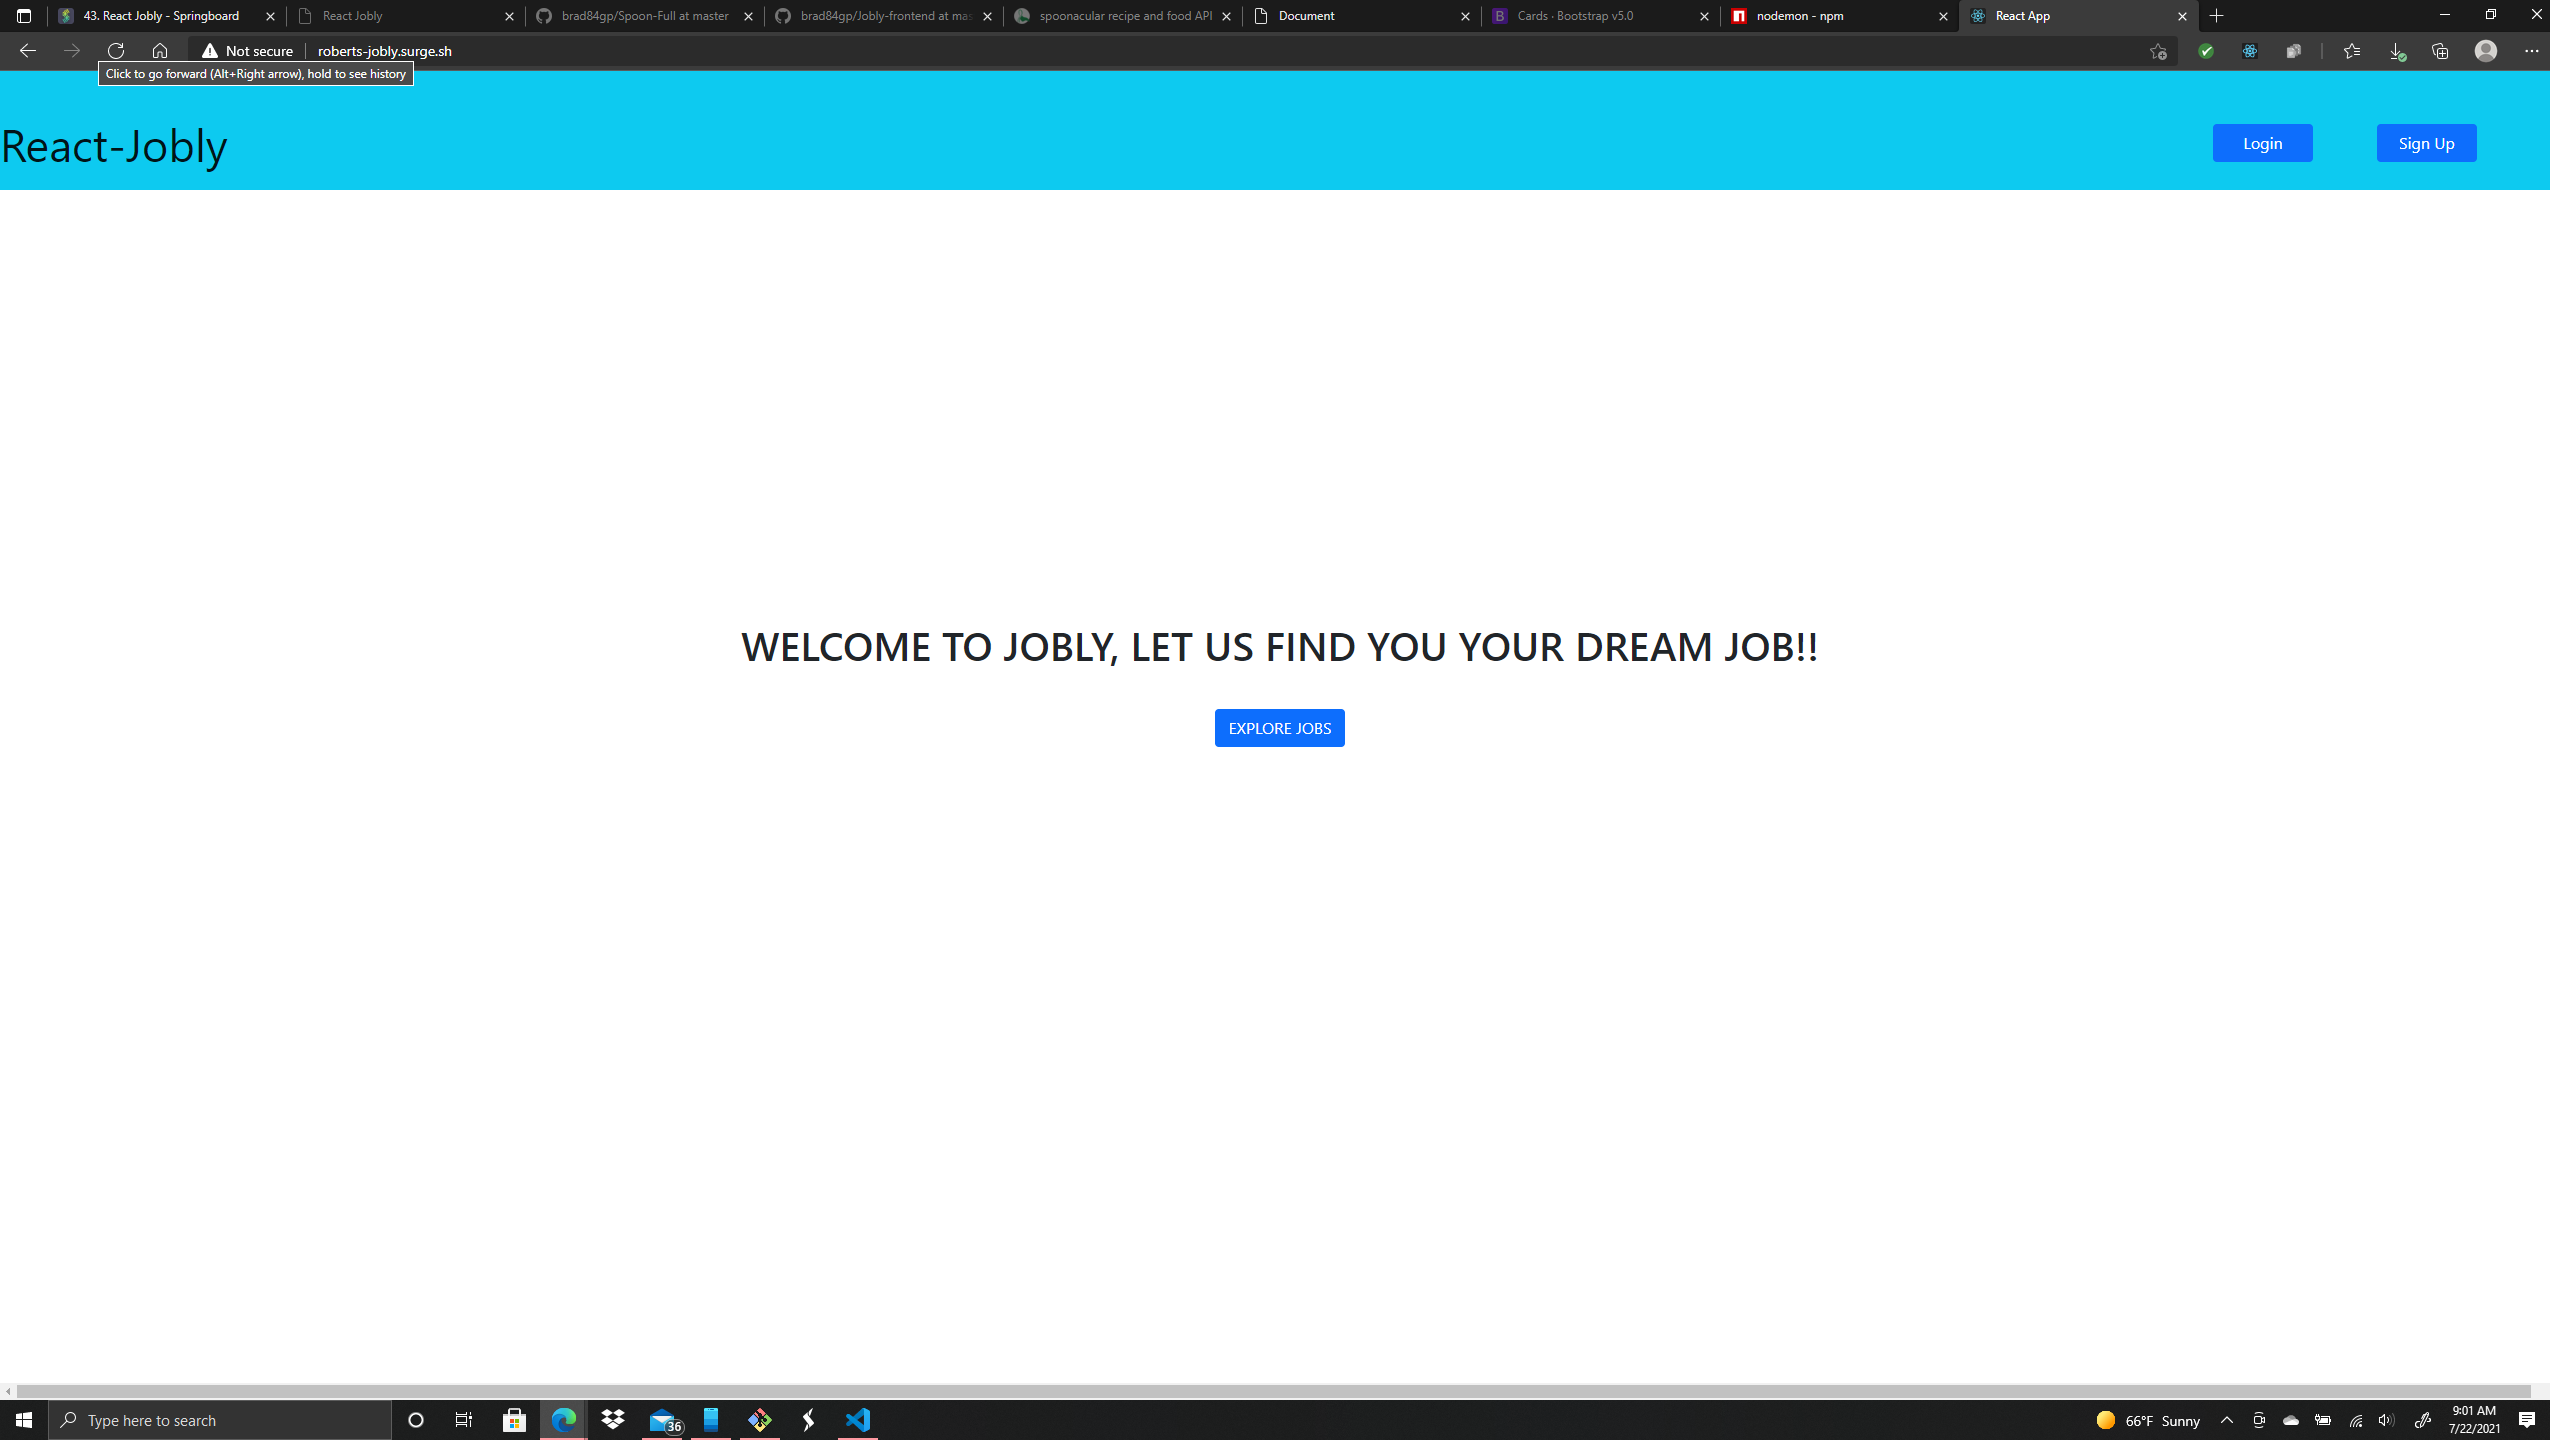 43. React Jobly - Springboard
React Jobly
brad84gp/Spoon-Full at master
brad84gp/Jobly-frontend at mas
spoonacular recipe and food API
Document
B
Cards · Bootstrap v5.0
nodemon - npm
React App
Not secure
roberts-jobly.surge.sh
Click to go forward (Alt+Right arrow), hold to see history
React-Jobly
Login
Sign Up
WELCOME TO JOBLY, LET US FIND YOU YOUR DREAM JOB!!
EXPLORE JOBS
Type here to search
36
66°F Sunny
9:01 AM
7/22/2021